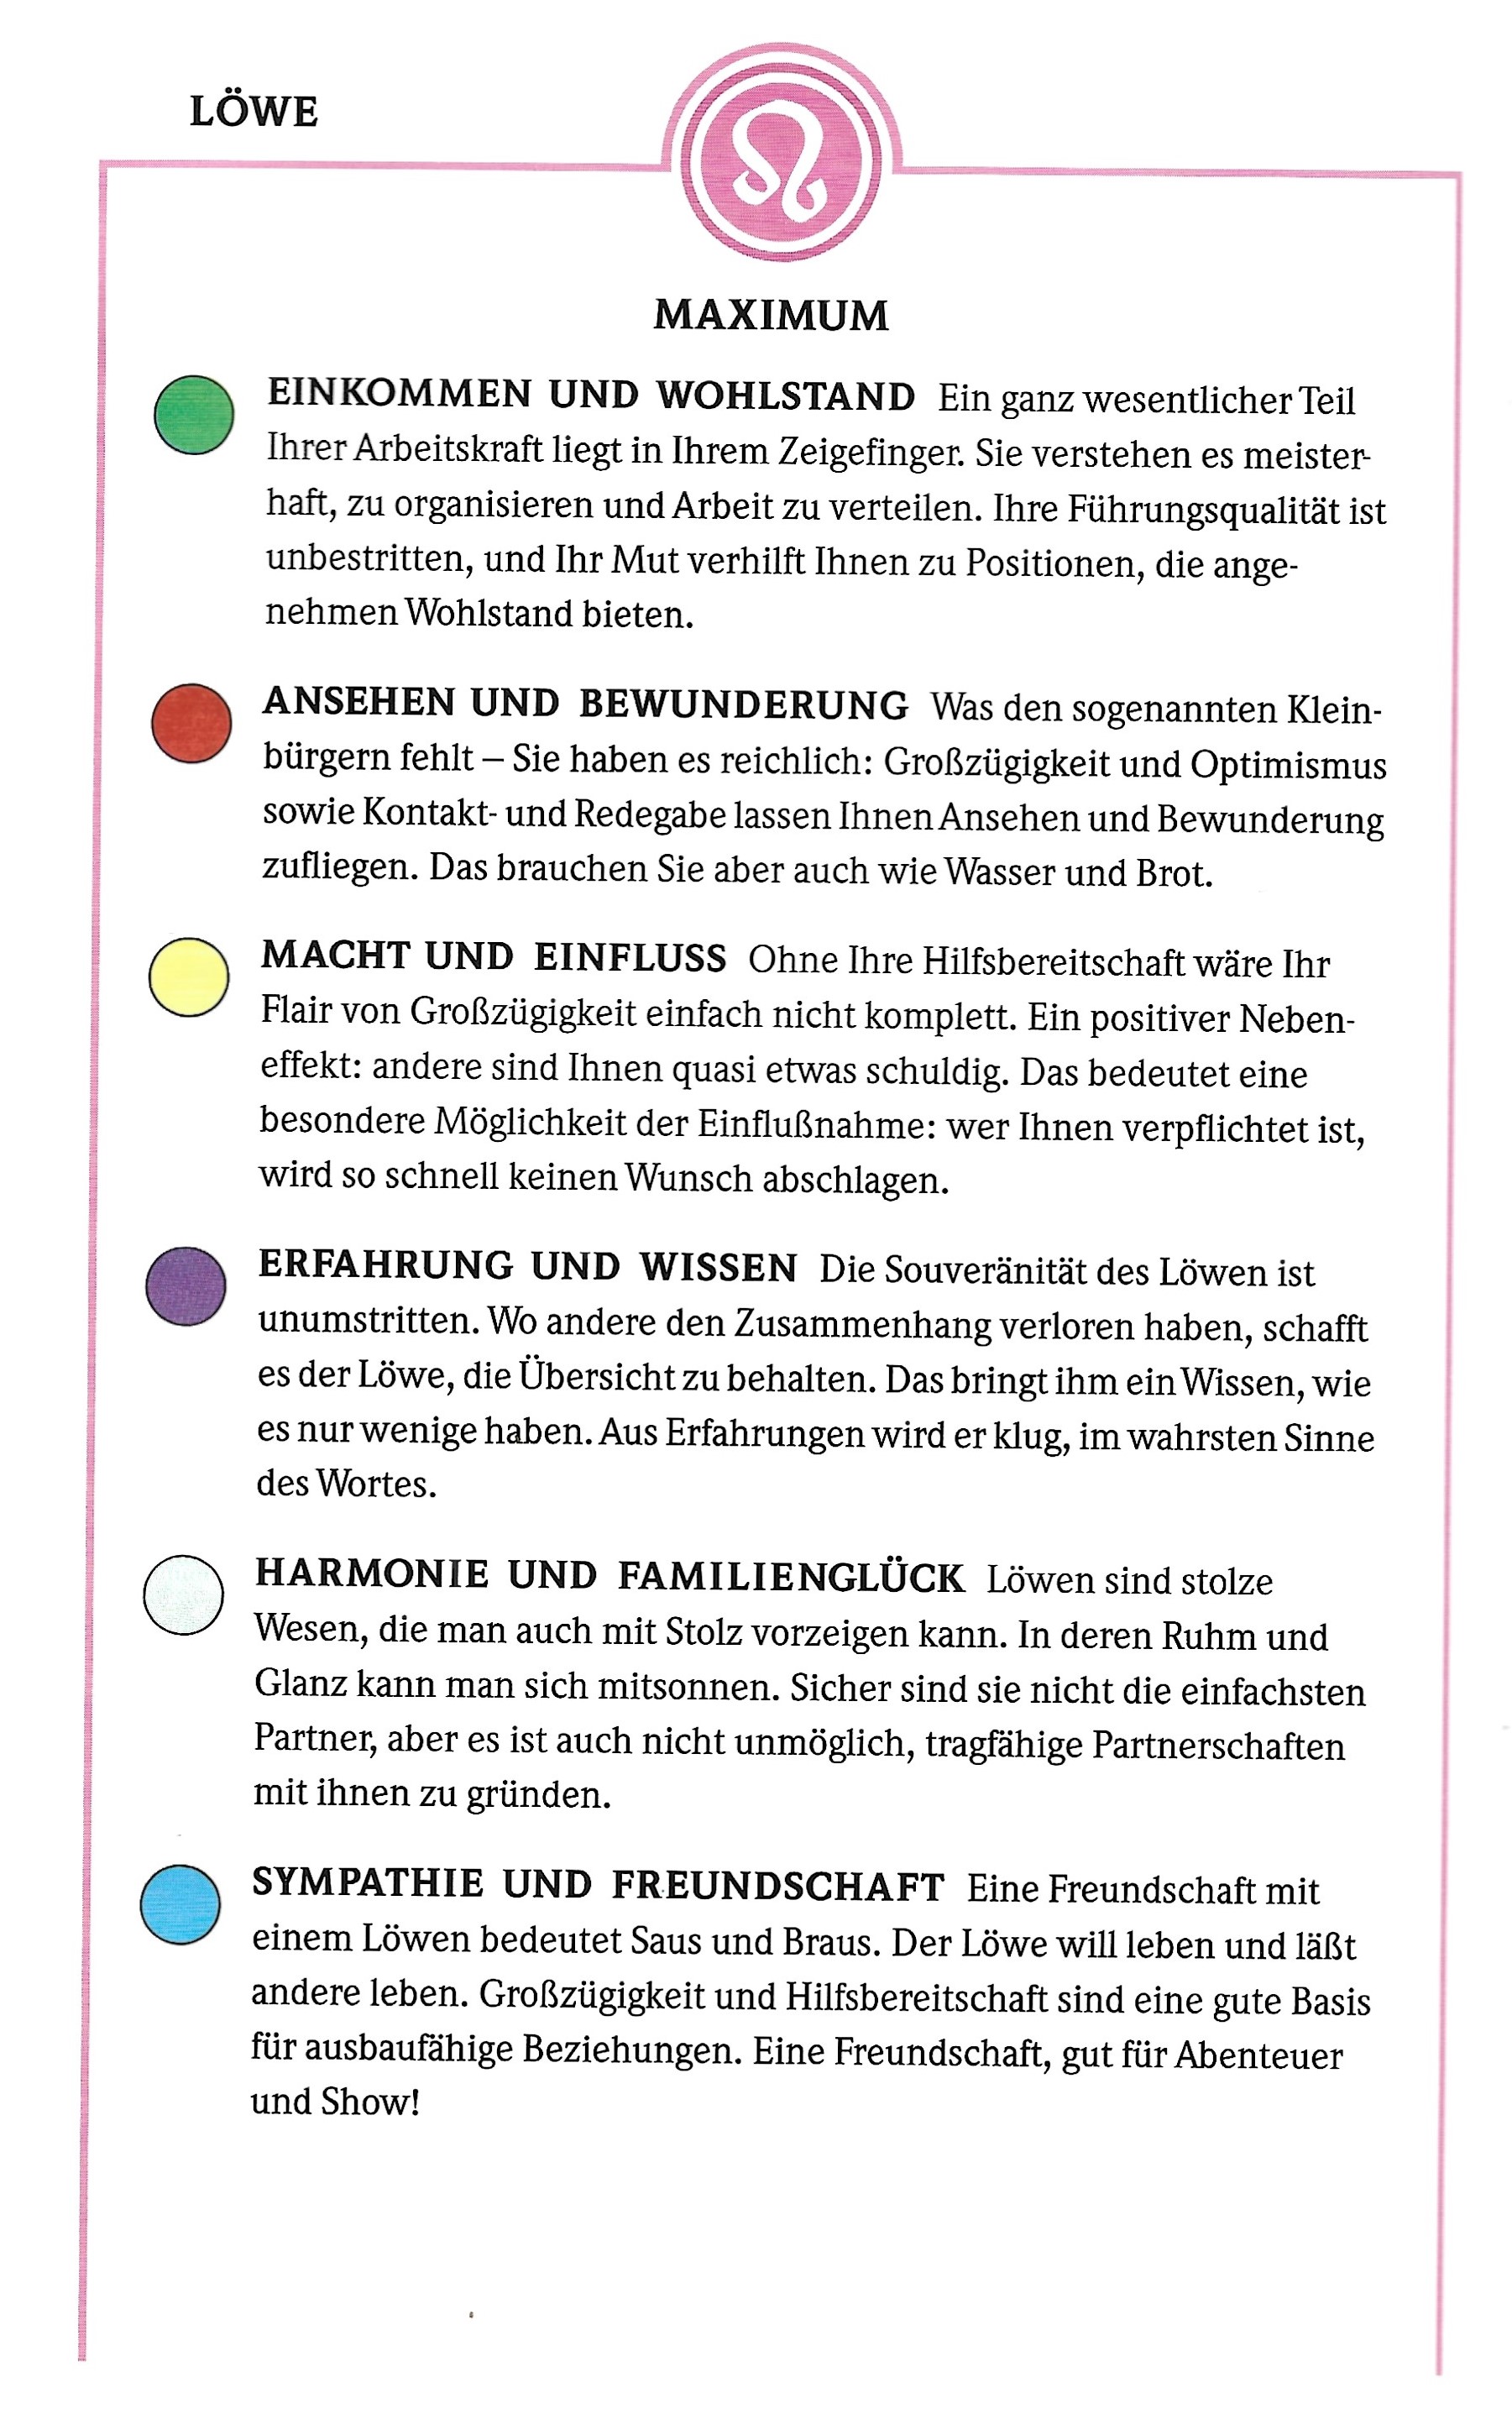 LÖWE
MAXIMUM
EINKOMMEN UND WOHLSTAND Ein ganz wesentlicher Teil
Ihrer Arbeitskraft liegt in Ihrem Zeigefinger. Sie verstehen es meister-
haft, zu organisieren und Arbeit zu verteilen. Ihre Führungsqualität ist
unbestritten, und Ihr Mut verhilft Ihnen zu Positionen, die ange-
nehmen Wohlstand bieten.
ANSEHEN UND BEWUNDERUNG Was den sogenannten Klein-
bürgern fehlt – Sie haben es reichlich: Großzügigkeit und Optimismus
sowie Kontakt- und Redegabe lassen Ihnen Ansehen und Bewunderung
zufliegen. Das brauchen Sie aber auch wie Wasser und Brot.
MACHT UND EINFLUSS Ohne Ihre Hilfsbereitschaft wäre Ihr
Flair von Großzügigkeit einfach nicht komplett. Ein positiver Neben-
effekt: andere sind Ihnen quasi etwas schuldig. Das bedeutet eine
besondere Möglichkeit der Einflußnahme: wer Ihnen verpflichtet ist,
wird so schnell keinen Wunsch abschlagen.
ERFAHRUNG UND WISSEN Die Souveränität des Löwen ist
unumstritten. Wo andere den Zusammenhang verloren haben, schafft
es der Löwe, die Übersicht zu behalten. Das bringt ihm ein Wissen, wie
es nur wenige haben. Aus Erfahrungen wird er klug, im wahrsten Sinne
des Wortes.
HARMONIE UND FAMILIENGLÜCK Löwen sind stolze
Wesen, die man auch mit Stolz vorzeigen kann. In deren Ruhm und
Glanz kann man sich mitsonnen. Sicher sind sie nicht die einfachsten
Partner, aber es ist auch nicht unmöglich, tragfähige Partnerschaften
mit ihnen zu gründen.
SYMPATHIE UND FREUNDSCHAFT Eine Freundschaft mit
einem Löwen bedeutet Saus und Braus. Der Löwe will leben und läßt
andere leben. Großzügigkeit und Hilfsbereitschaft sind eine gute Basis
für ausbaufähige Beziehungen. Eine Freundschaft, gut für Abenteuer
und Show!